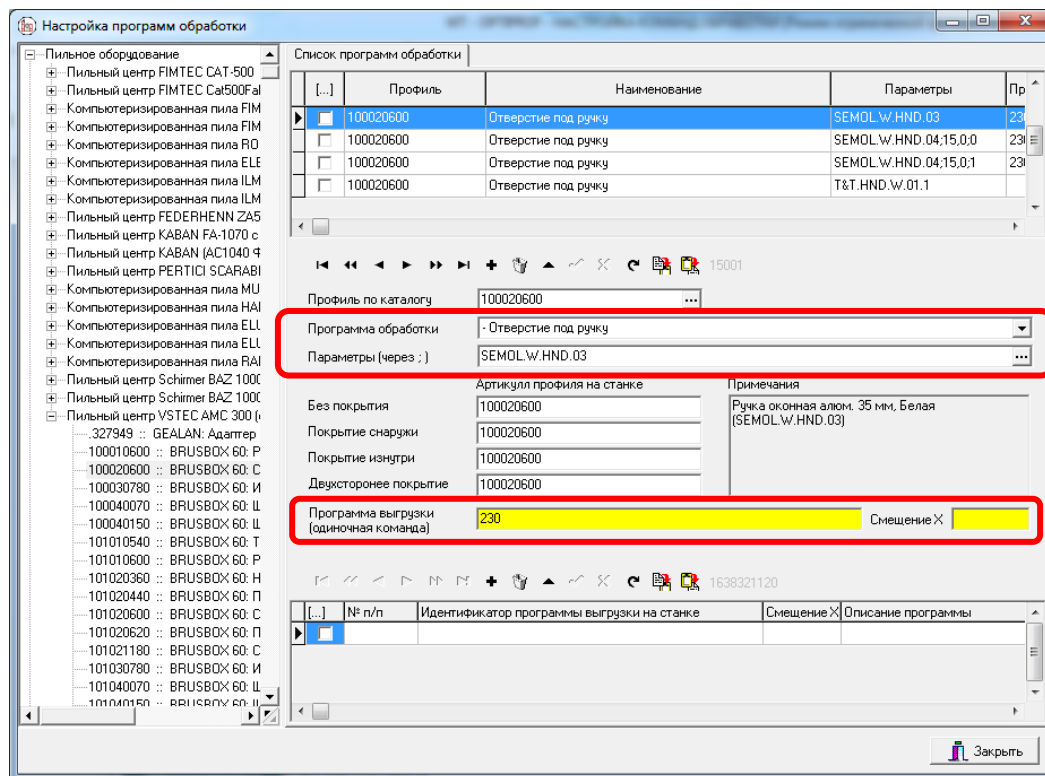 Настройка программ обработки
Пильное оборудование
Пильный центр FIMTEC CAT-500
Пильный центр FIMTEC Cat500Fal
Компьютеризированная пила FIM
Компьютеризированная пила FIM
Компьютеризированная пила RO
Компьютеризированная пила ELE
Компьютеризированная пила ILM
Компьютеризированная пила ILM
Пильный центр FEDERHENN ZA5
Пильный центр KABAN FA-1070 с
Пильный центр KABAN (AC1040 Ф
Пильный центр PERTICI SCARABI
Компьютеризированная пила MU
Компьютеризированная пила HAI
Компьютеризированная пила ELU
Компьютеризированная пила ELU
Компьютеризированная пила RAI
Пильный центр Schirmer BAZ 1000
Пильный центр Schirmer BAZ 1000
Пильный центр VSTEC AMC 300 (
.327949 :: GEALAN: Адаптер
100010600 :: BRUSBOX 60: Р
100020600 :: BRUSBOX 60: С
100030780 :: BRUSBOX 60: И
100040070 :: BRUSBOX 60: Ш
100040150 :: BRUSBOX 60: Ш
101010540 :: BRUSBOX 60: Т
101010600 :: BRUSBOX 60: Р
101020360 :: BRUSBOX 60: Н
101020440 :: BRUSBOX 60: П
101020600 :: BRUSBOX 60: С
101020620 :: BRUSBOX 60: П
101021180 :: BRUSBOX 60: С
101030780 :: BRUSBOX 60: И
101040070 :: BRUSBOX 60: Ш
101040150 :: BRUSBOX 60: Ш
Список программ обработки
[...] Профиль Наименование Параметры Пр
100020600 Отверстие под ручку SEMOL.W.HND.03 230
100020600 Отверстие под ручку SEMOL.W.HND.04;15,0;0 230
100020600 Отверстие под ручку SEMOL.W.HND.04;15,0;1 230
100020600 Отверстие под ручку T&T.HND.W.01.1
15001
Профиль по каталогу 100020600 ...
Программа обработки - Отверстие под ручку
Параметры (через ; ) SEMOL.W.HND.03 ...
Артикулл профиля на станке Примечания
Без покрытия 100020600
Покрытие снаружи 100020600
Покрытие изнутри 100020600
Двухсторонее покрытие 100020600
Ручка оконная алюм. 35 мм, Белая
(SEMOL.W.HND.03)
Программа выгрузки
(одиночная команда) 230 Смещение X
1638321120
[...] № п/п Идентификатор программы выгрузки на станке Смещение X Описание программы
Закрыть